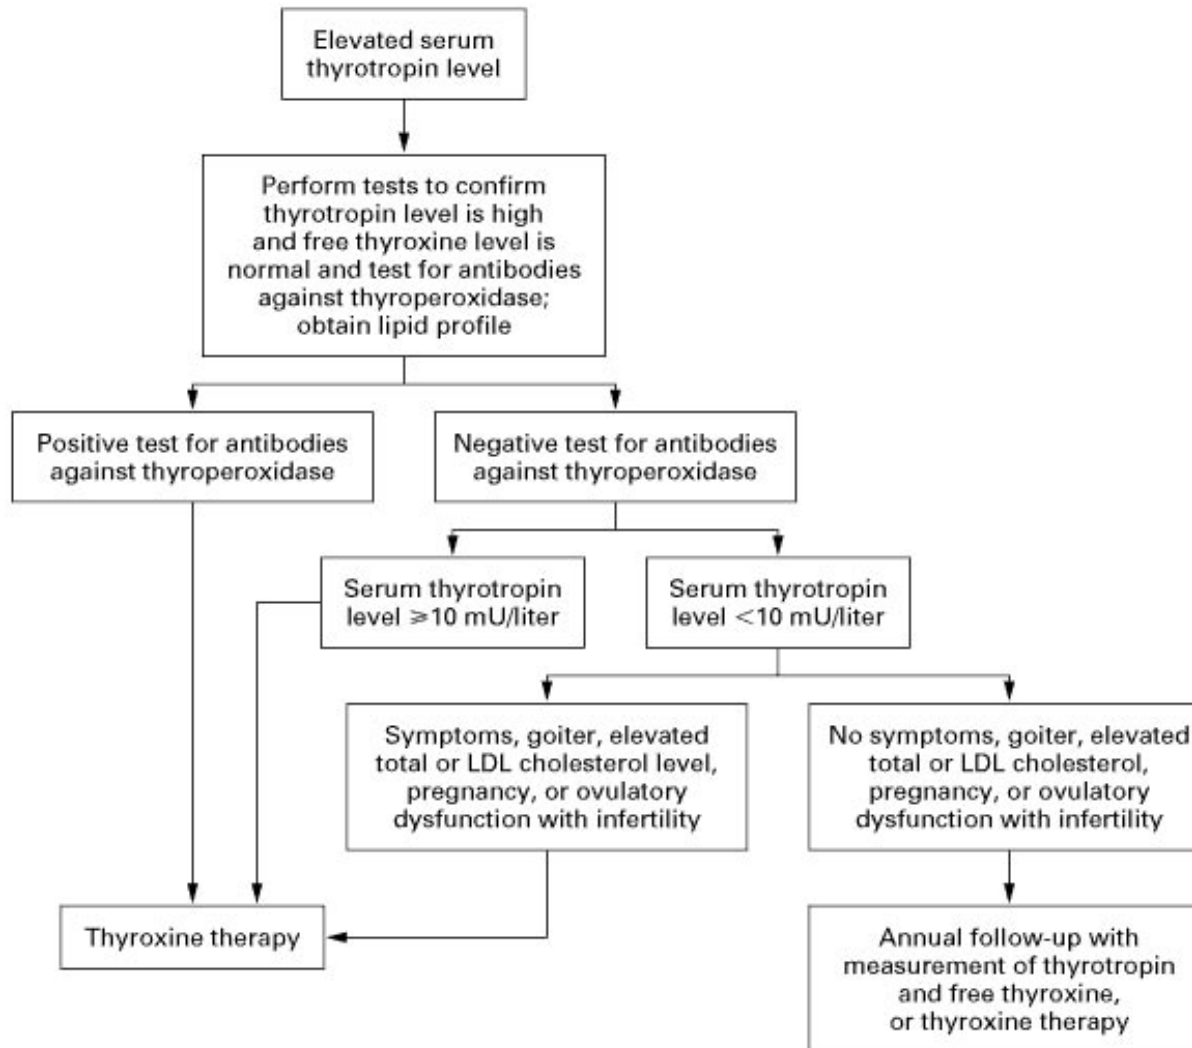 Elevated serum
thyrotropin level
Perform tests to confirm
thyrotropin level is high
and free thyroxine level is
normal and test for antibodies
against thyroperoxidase;
obtain lipid profile
Positive test for antibodies
against thyroperoxidase
Negative test for antibodies
against thyroperoxidase
Serum thyrotropin
level ⩾10 mU/liter
Serum thyrotropin
level <10 mU/liter
Symptoms, goiter, elevated
total or LDL cholesterol level,
pregnancy, or ovulatory
dysfunction with infertility
No symptoms, goiter, elevated
total or LDL cholesterol,
pregnancy, or ovulatory
dysfunction with infertility
Thyroxine therapy
Annual follow-up with
measurement of thyrotropin
and free thyroxine,
or thyroxine therapy